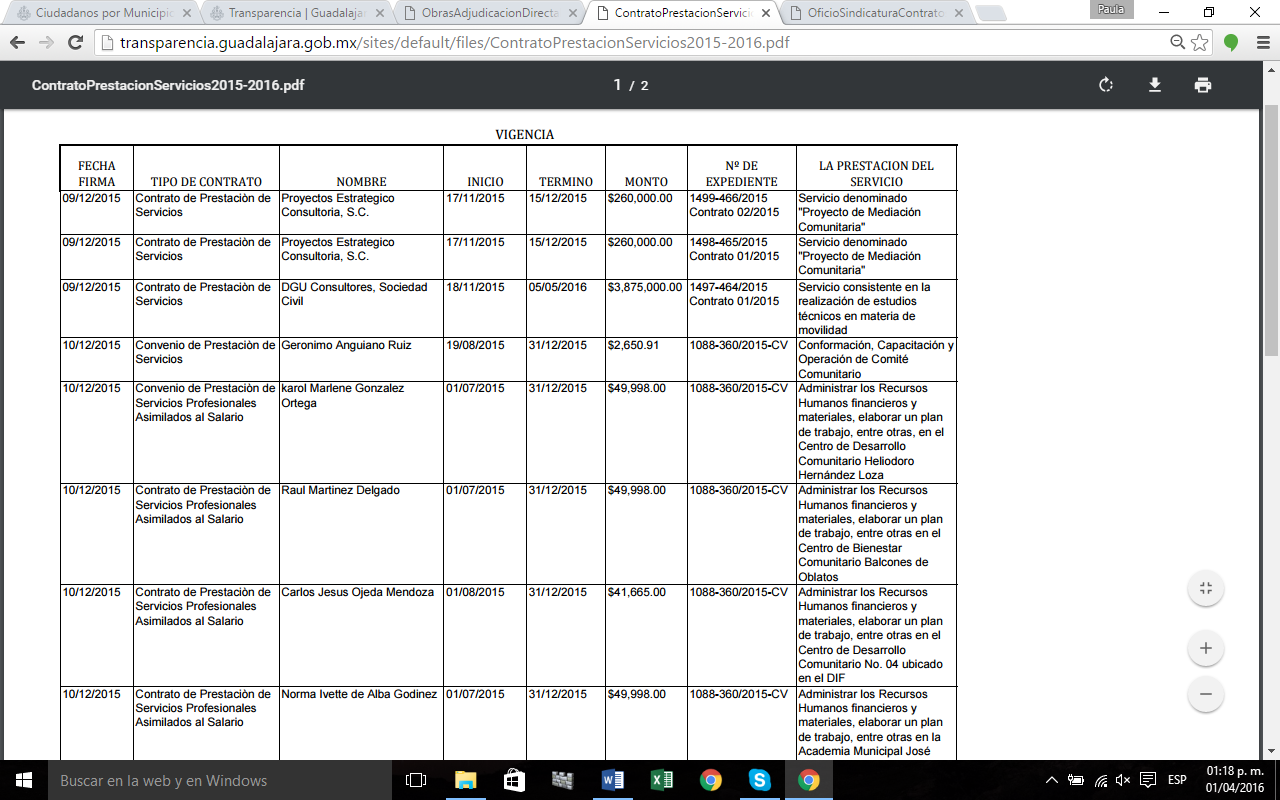 Ciudadanos por Municipi
Transparencia | Guadalajar
ObrasAdjudicacionDirecta
ContratoPrestacionServici
OficioSindicaturaContrato
Paula
transparencia.guadalajara.gob.mx/sites/default/files/ContratoPrestacionServicios2015-2016.pdf
ContratoPrestacionServicios2015-2016.pdf
1 / 2
VIGENCIA
FECHA FIRMA TIPO DE CONTRATO NOMBRE INICIO TERMINO MONTO Nº DE EXPEDIENTE LA PRESTACION DEL SERVICIO
09/12/2015 Contrato de Prestaciòn de Servicios Proyectos Estrategico Consultoria, S.C. 17/11/2015 15/12/2015 $260,000.00 1499-466/2015 Contrato 02/2015 Servicio denominado "Proyecto de Mediación Comunitaria"
09/12/2015 Contrato de Prestaciòn de Servicios Proyectos Estrategico Consultoria, S.C. 17/11/2015 15/12/2015 $260,000.00 1498-465/2015 Contrato 01/2015 Servicio denominado "Proyecto de Mediación Comunitaria"
09/12/2015 Contrato de Prestaciòn de Servicios DGU Consultores, Sociedad Civil 18/11/2015 05/05/2016 $3,875,000.00 1497-464/2015 Contrato 01/2015 Servicio consistente en la realización de estudios técnicos en materia de movilidad
10/12/2015 Convenio de Prestaciòn de Servicios Geronimo Anguiano Ruiz 19/08/2015 31/12/2015 $2,650.91 1088-360/2015-CV Conformación, Capacitación y Operación de Comité Comunitario
10/12/2015 Convenio de Prestaciòn de Servicios Profesionales Asimilados al Salario karol Marlene Gonzalez Ortega 01/07/2015 31/12/2015 $49,998.00 1088-360/2015-CV Administrar los Recursos Humanos financieros y materiales, elaborar un plan de trabajo, entre otras, en el Centro de Desarrollo Comunitario Heliodoro Hernández Loza
10/12/2015 Contrato de Prestaciòn de Servicios Profesionales Asimilados al Salario Raul Martinez Delgado 01/07/2015 31/12/2015 $49,998.00 1088-360/2015-CV Administrar los Recursos Humanos financieros y materiales, elaborar un plan de trabajo, entre otras en el Centro de Bienestar Comunitario Balcones de Oblatos
10/12/2015 Contrato de Prestaciòn de Servicios Profesionales Asimilados al Salario Carlos Jesus Ojeda Mendoza 01/08/2015 31/12/2015 $41,665.00 1088-360/2015-CV Administrar los Recursos Humanos financieros y materiales, elaborar un plan de trabajo, entre otras en el Centro de Desarrollo Comunitario No. 04 ubicado en el DIF
10/12/2015 Contrato de Prestaciòn de Servicios Profesionales Asimilados al Salario Norma Ivette de Alba Godinez 01/07/2015 31/12/2015 $49,998.00 1088-360/2015-CV Administrar los Recursos Humanos financieros y materiales, elaborar un plan de trabajo, entre otras en la Academia Municipal José
Buscar en la web y en Windows
ESP
01:18 p. m.
01/04/2016